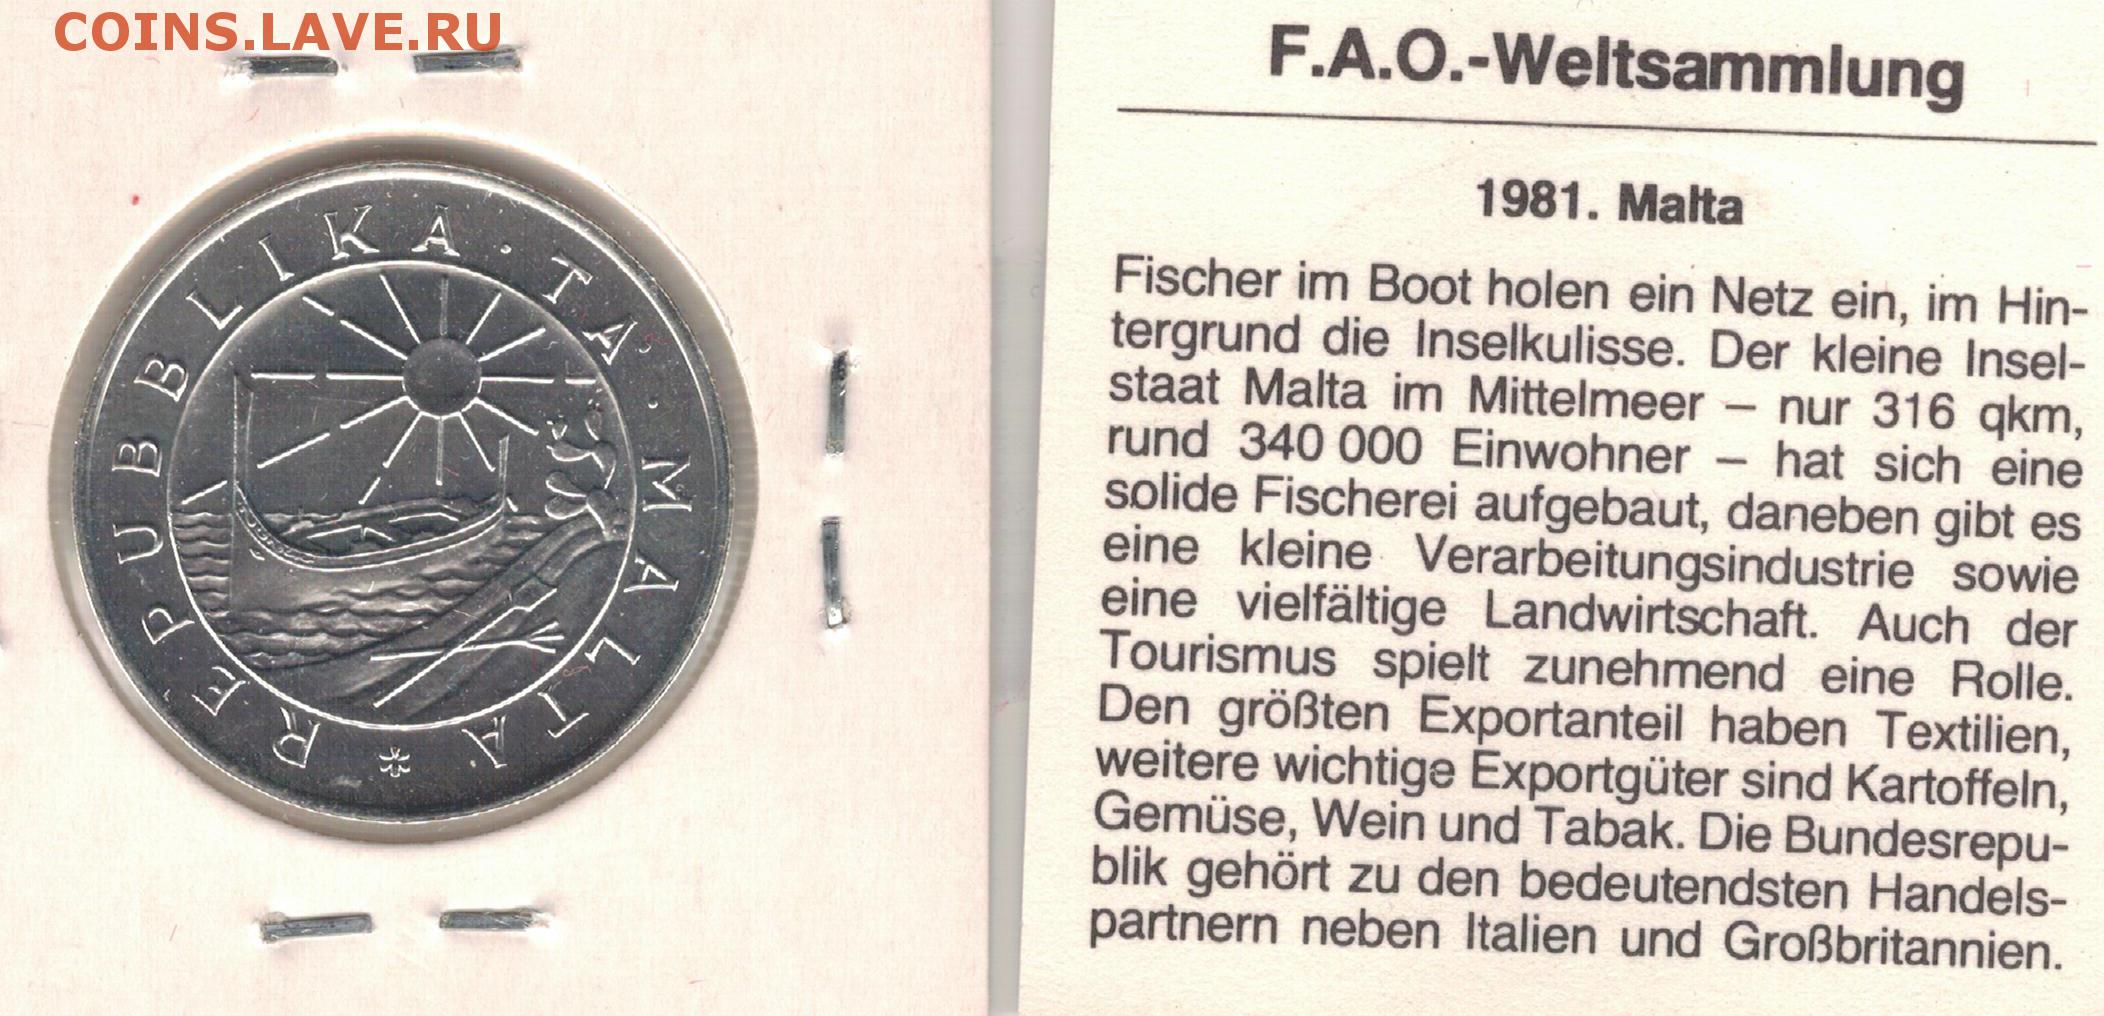 COINS.LAVE.RU
REPUBBLIKA · TA · MALTA
F.A.O.-Weltsammlung
1981. Malta
Fischer im Boot holen ein Netz ein, im Hin-
tergrund die Inselkulisse. Der kleine Insel-
staat Malta im Mittelmeer – nur 316 qkm,
rund 340 000 Einwohner – hat sich eine
solide Fischerei aufgebaut, daneben gibt es
eine kleine Verarbeitungsindustrie sowie
eine vielfältige Landwirtschaft. Auch der
Tourismus spielt zunehmend eine Rolle.
Den größten Exportanteil haben Textilien,
weitere wichtige Exportgüter sind Kartoffeln,
Gemüse, Wein und Tabak. Die Bundesrepu-
blik gehört zu den bedeutendsten Handels-
partnern neben Italien und Großbritannien.